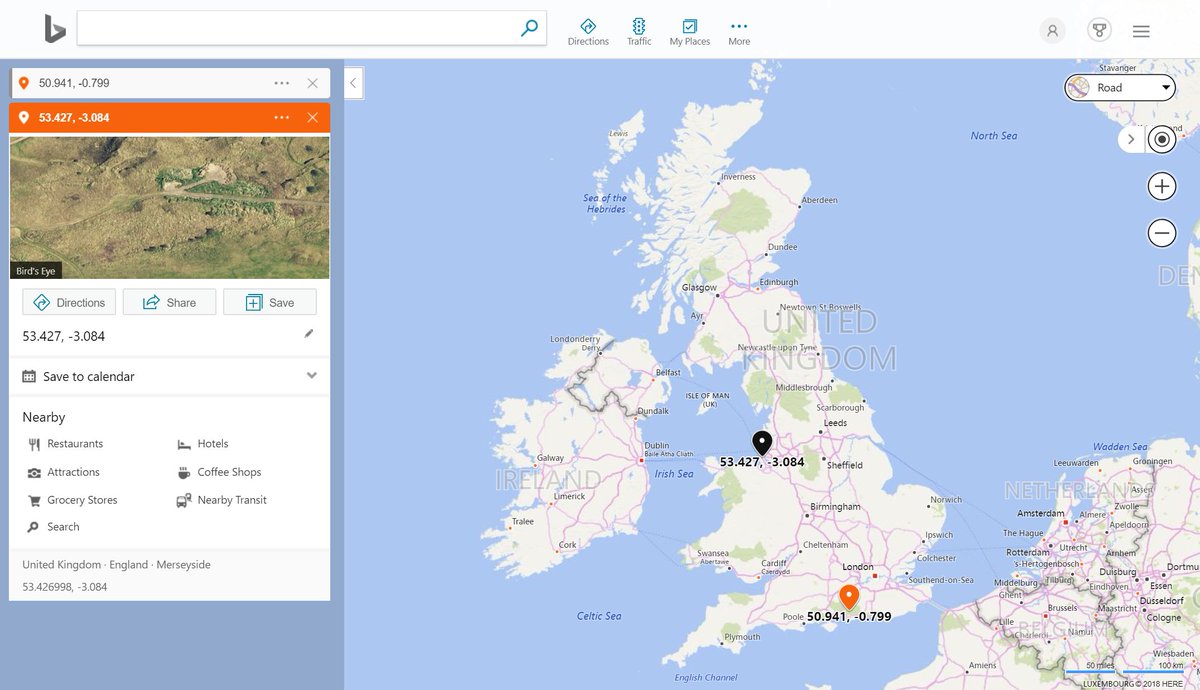 Directions
Traffic
My Places
More
50.941, -0.799
53.427, -3.084
Bird's Eye
Directions
Share
Save
53.427, -3.084
Save to calendar
Nearby
Restaurants
Hotels
Attractions
Coffee Shops
Grocery Stores
Nearby Transit
Search
United Kingdom · England · Merseyside
53.426998, -3.084
Stavanger
Road
Lewis
North Sea
Inverness
Sea of the
Hebrides
Aberdeen
Dundee
DEN
Glasgow
Edinburgh
Ayr
Newtown St Boswells
UNITED
KINGDOM
Londonderry
Derry
Newcastle upon Tyne
Belfast
Middlesbrough
ISLE OF MAN
(UK)
Scarborough
Dundalk
Leeds
Dublin
Baile Atha Cliath
53.427, -3.084
Galway
Irish Sea
Sheffield
IRELAND
Wadden Sea
Leeuwarden
Groningen
Limerick
Norwich
NETHERLANDS
Assen
Birmingham
Zwolle
Tralee
Amsterdam
Almere
Apeldoorn
Cork
Cheltenham
Ipswich
The Hague
Utrecht
Swansea
Abertawe
Cardiff
Caerdydd
Colchester
Rotterdam
Arnhem
's-Hertogenbosch
London
Southend-on-Sea
Middelburg
Tilburg
Eindhoven
Duisburg
Essen
Dortmu
Ghent
Düsseldorf
Celtic Sea
Poole
50.941, -0.799
Brussels
Maastricht
Cologne
Lille
BELGIUM
Charleroi
Namur
Plymouth
Wiesbaden
Amiens
50 miles
100 km
English Channel
LUXEMBOURG © 2018 HERE